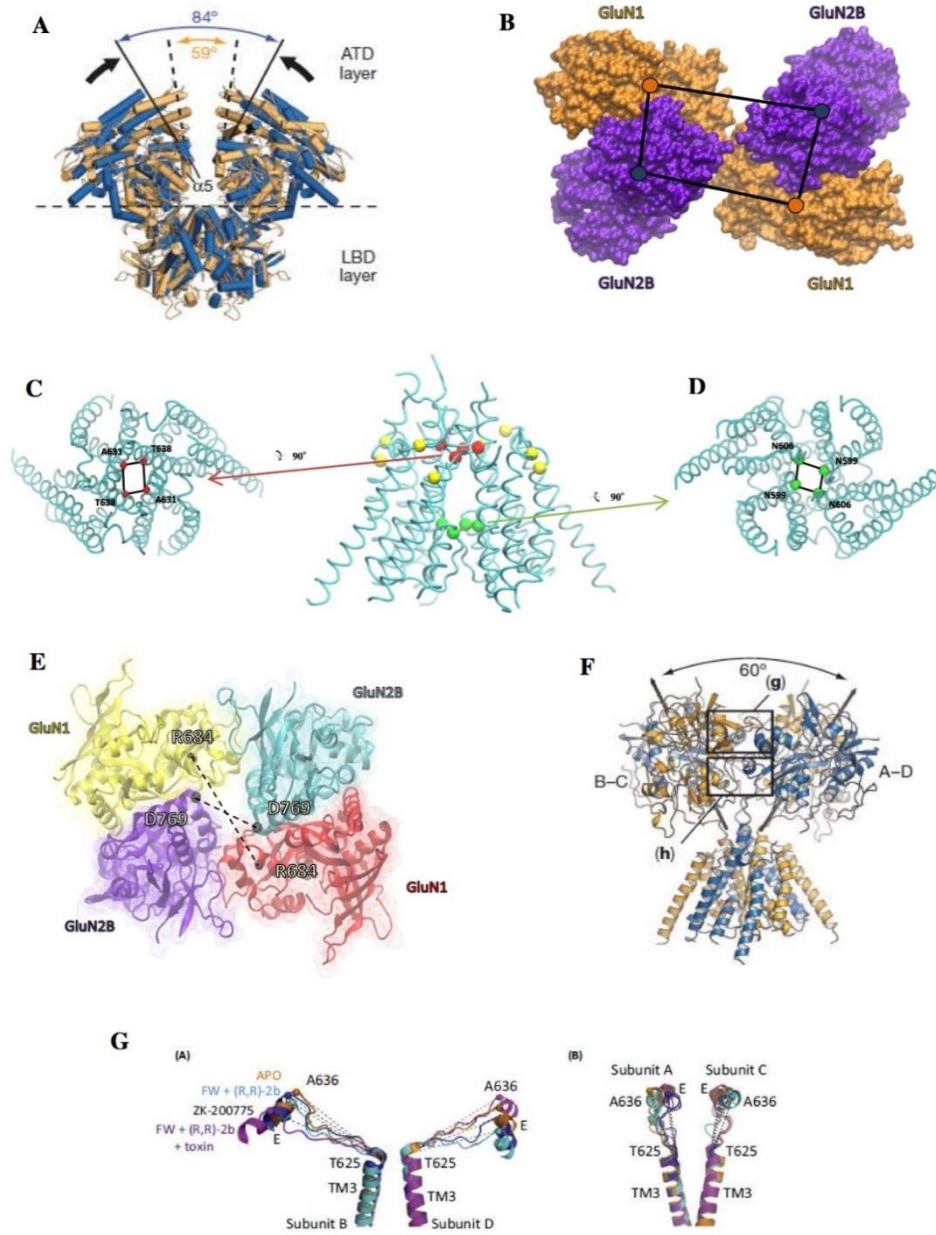 A
84°
59°
ATD
layer
α5
LBD
layer
B
GluN1
GluN2B
GluN2B
GluN1
C
A631
T638
T638
A631
90°
90°
D
N606
N599
N599
N606
E
GluN1
GluN2B
R684
D769
D769
R684
GluN2B
GluN1
F
60°
(g)
B–C
A–D
(h)
G
(A)
APO
FW + (R,R)-2b
ZK-200775
FW + (R,R)-2b
+ toxin
A636
E
T625
TM3
Subunit B
A636
E
T625
TM3
Subunit D
(B)
Subunit A
Subunit C
E
E
A636
A636
T625
T625
TM3
TM3